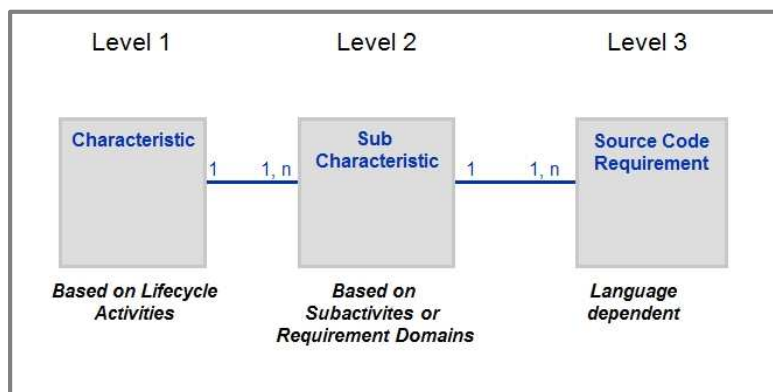 Level 1
Level 2
Level 3
Characteristic
Sub
Characteristic
Source Code
Requirement
1
1, n
1
1, n
Based on Lifecycle
Activities
Based on
Subactivites or
Requirement Domains
Language
dependent